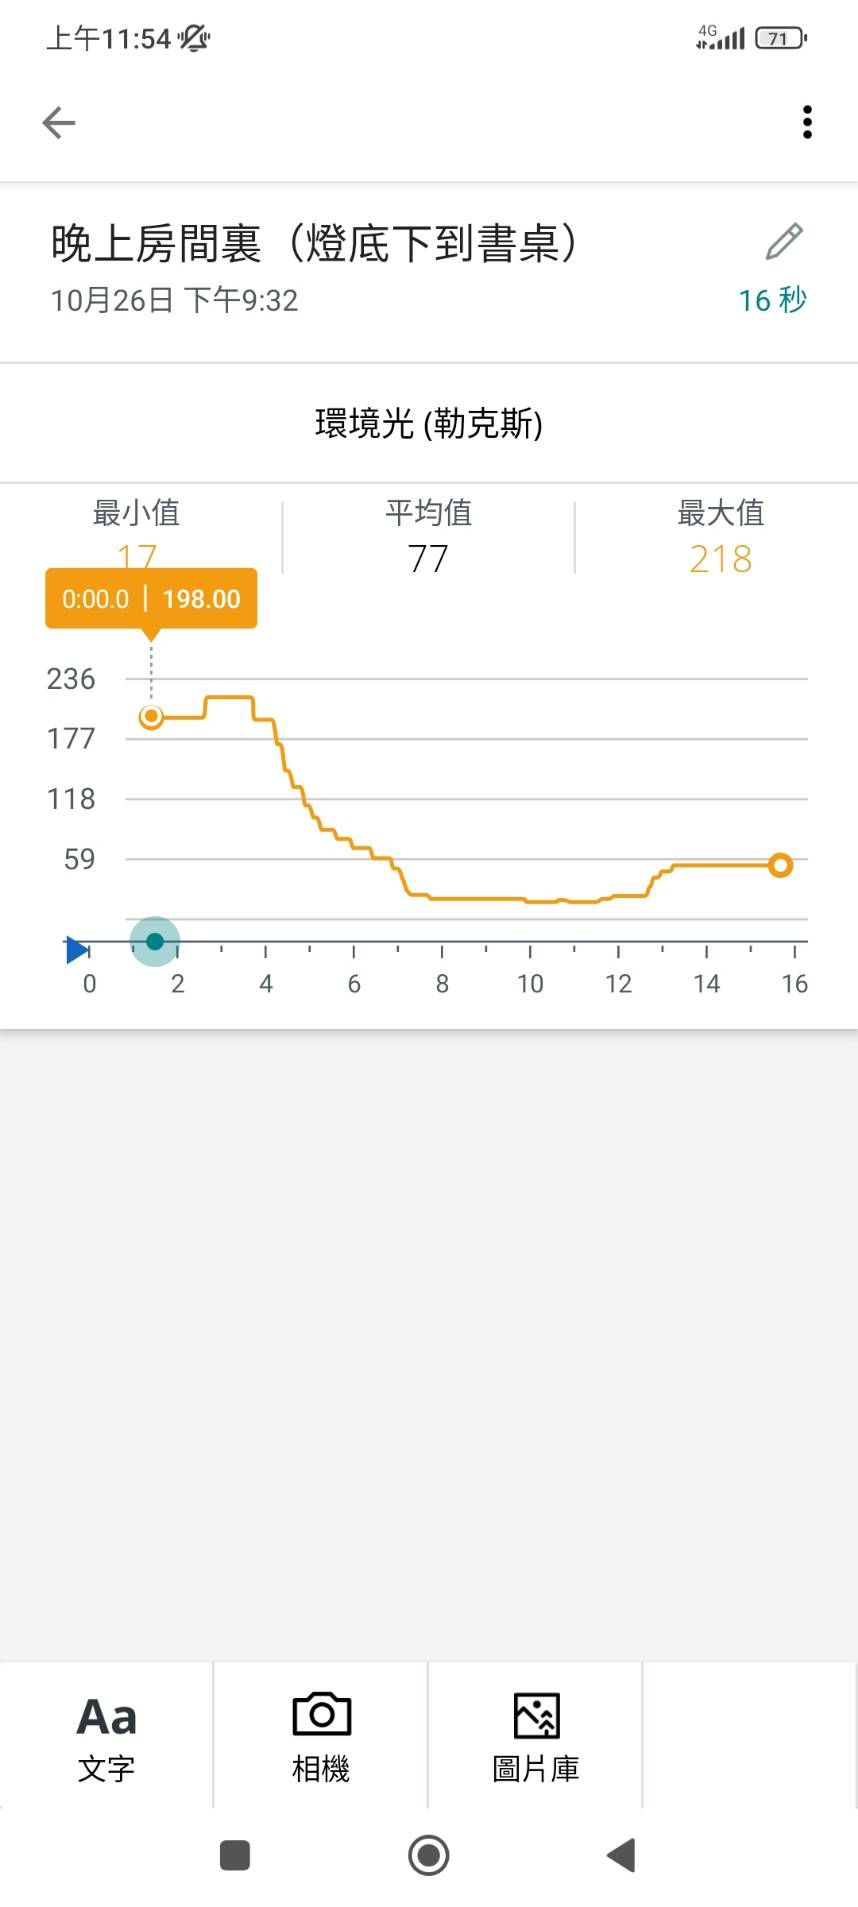 上午11:54
4G
71
晚上房間裏（燈底下到書桌）
10月26日 下午9:32
16 秒
環境光 (勒克斯)
最小值 平均值 最大值
17 77 218
0:00.0 | 198.00
236
177
118
59
0 2 4 6 8 10 12 14 16
Aa
文字 相機 圖片庫